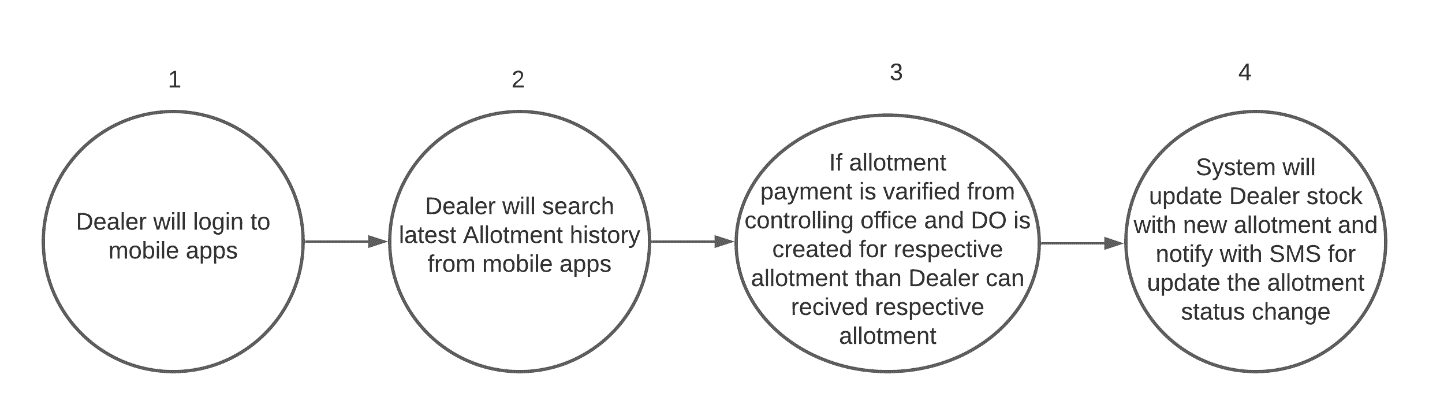 1
Dealer will login to
mobile apps
2
Dealer will search
latest Allotment history
from mobile apps
3
If allotment
payment is varified from
controlling office and DO is
created for respective
allotment than Dealer can
recived respective
allotment
4
System will
update Dealer stock
with new allotment and
notify with SMS for
update the allotment
status change